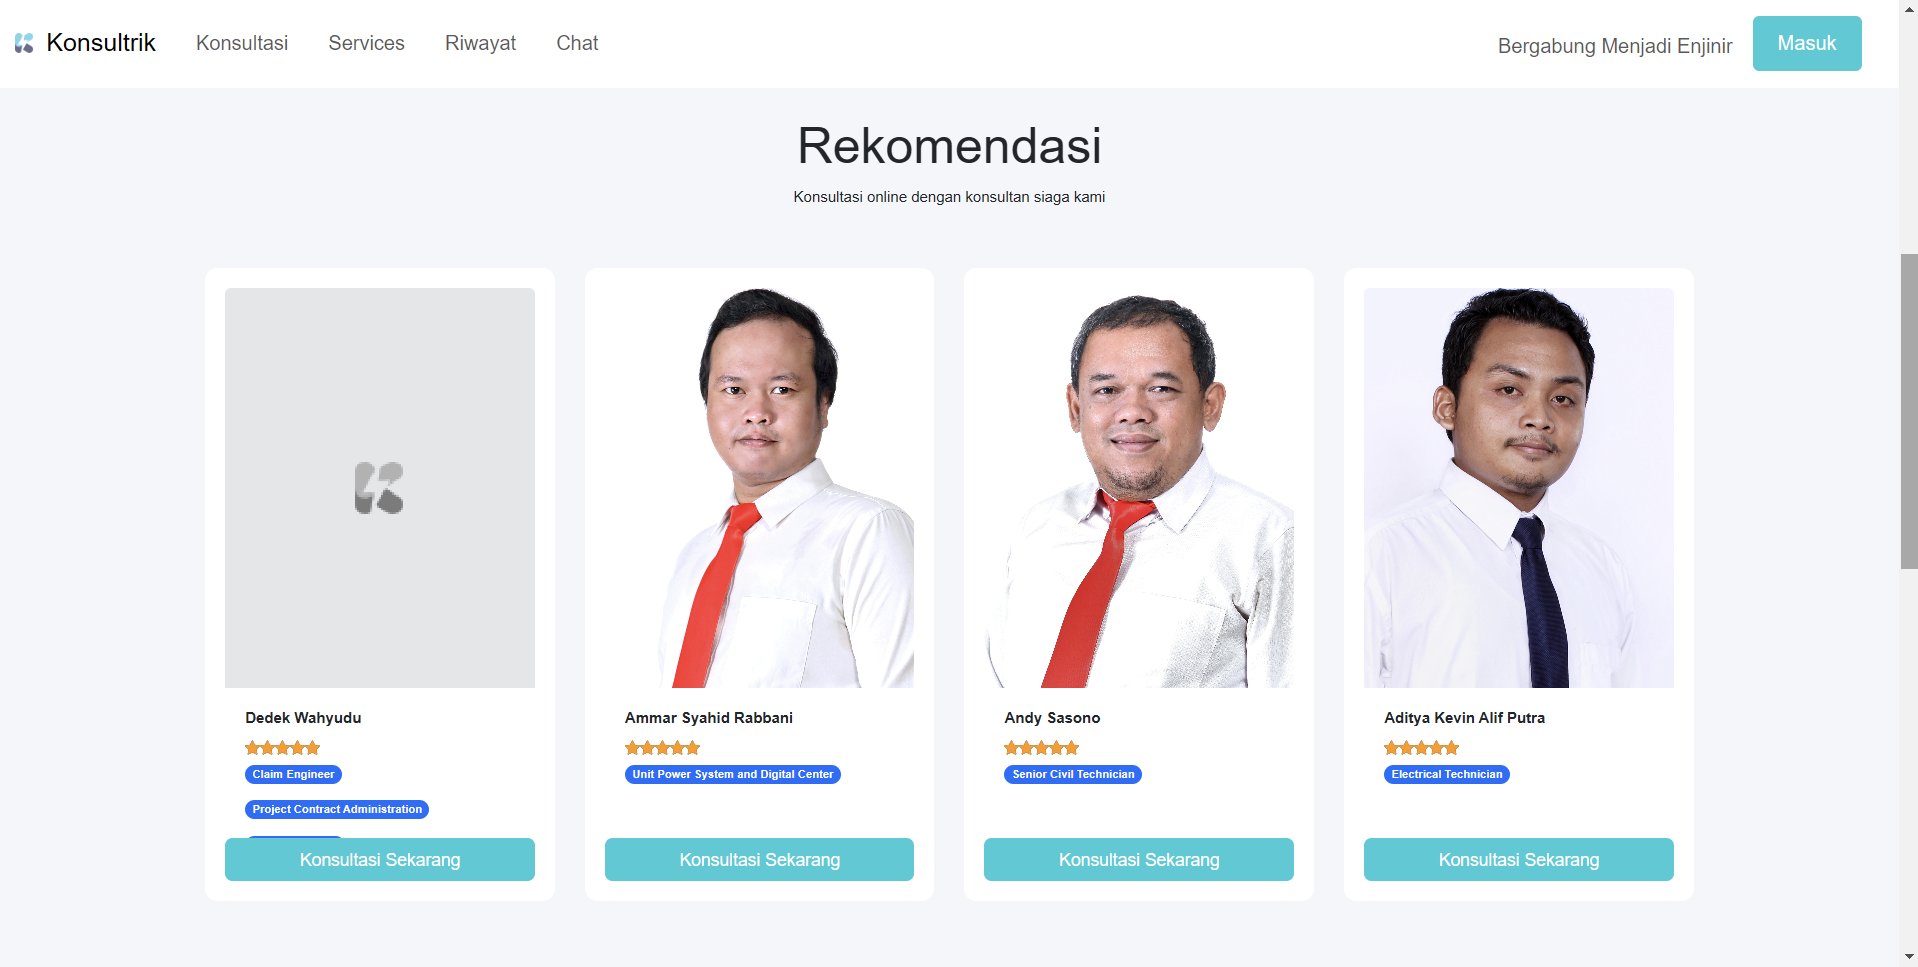 Konsultrik
Konsultasi
Services
Riwayat
Chat
Bergabung Menjadi Enjinir
Masuk
Rekomendasi
Konsultasi online dengan konsultan siaga kami
Dedek Wahyudu
Claim Engineer
Project Contract Administration
Konsultasi Sekarang
Ammar Syahid Rabbani
Unit Power System and Digital Center
Konsultasi Sekarang
Andy Sasono
Senior Civil Technician
Konsultasi Sekarang
Aditya Kevin Alif Putra
Electrical Technician
Konsultasi Sekarang